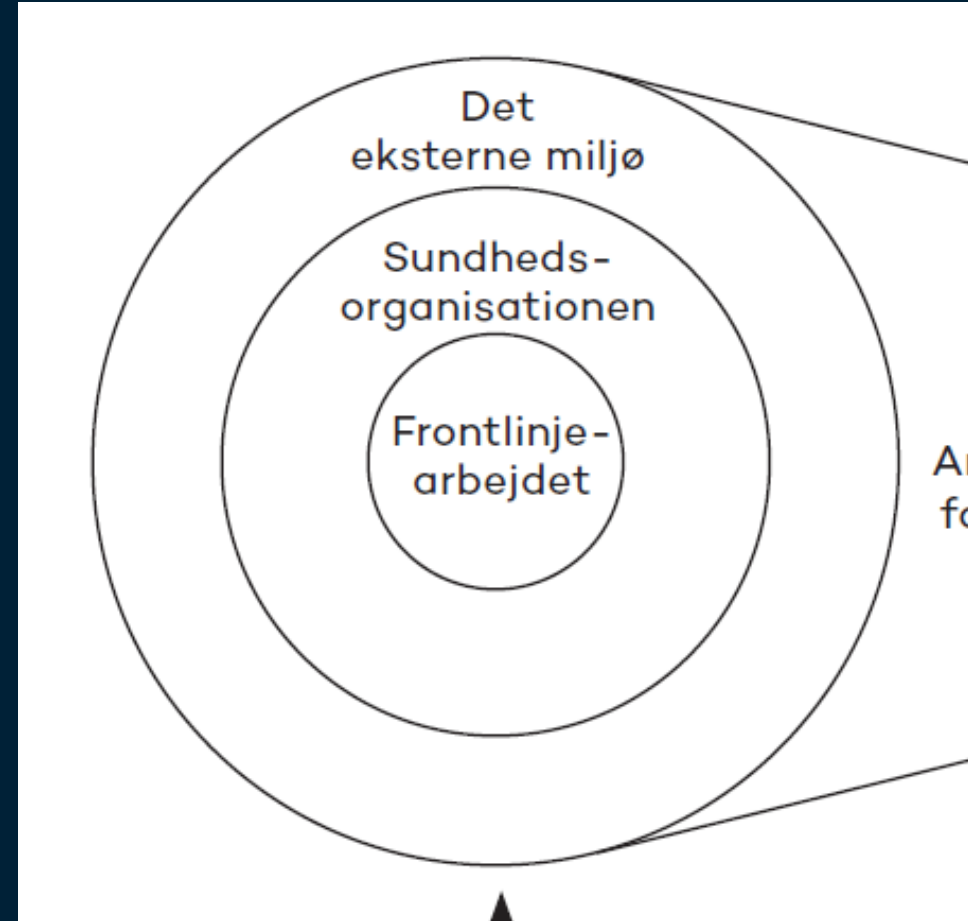 Det
eksterne miljø
Sundheds-
organisationen
Frontlinje-
arbejdet